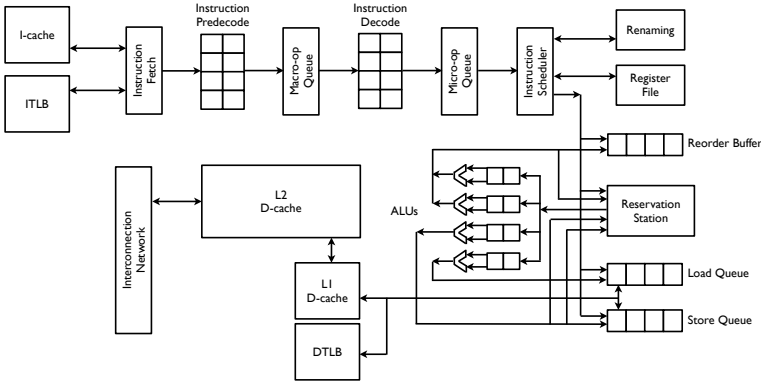 Instruction
Predecode
Instruction
Decode
I-cache
ITLB
Instruction
Fetch
Macro-op
Queue
Micro-op
Queue
Instruction
Scheduler
Renaming
Register
File
Reorder Buffer
Interconnection
Network
L2
D-cache
ALUs
Reservation
Station
L1
D-cache
Load Queue
Store Queue
DTLB